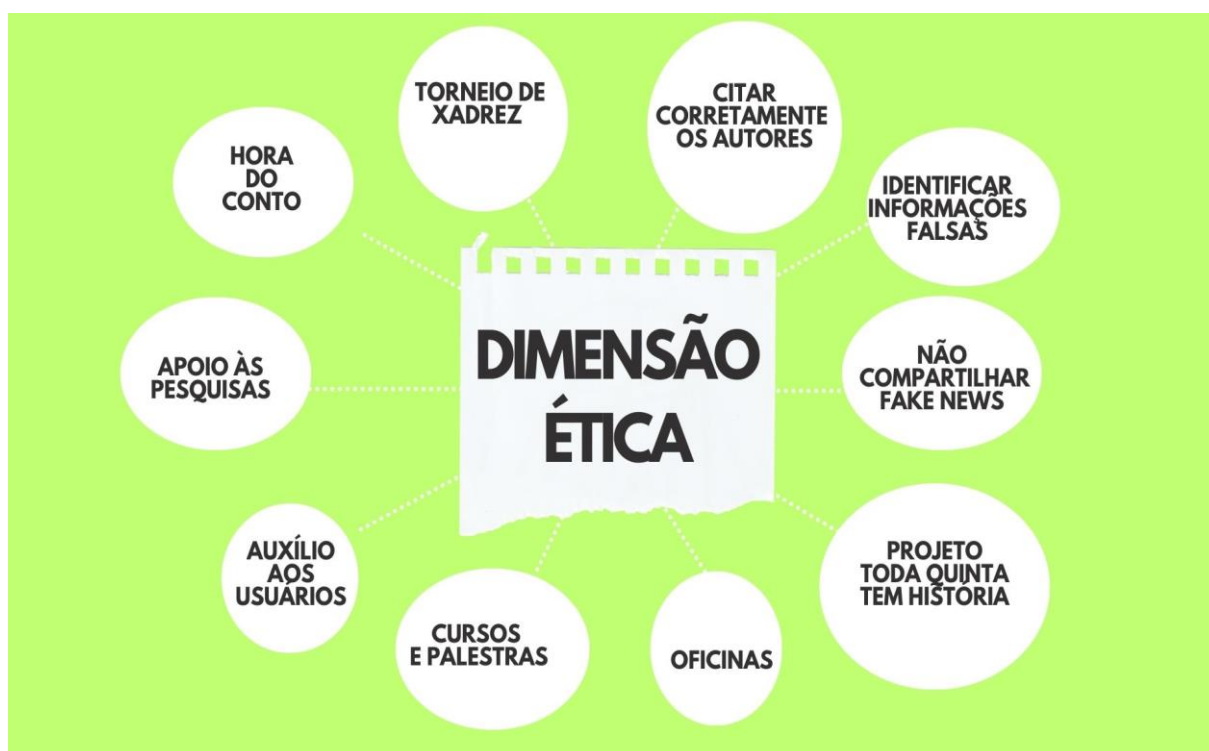 DIMENSÃO
ÉTICA
TORNEIO DE
XADREZ
CITAR
CORRETAMENTE
OS AUTORES
IDENTIFICAR
INFORMAÇÕES
FALSAS
NÃO
COMPARTILHAR
FAKE NEWS
PROJETO
TODA QUINTA
TEM HISTÓRIA
OFICINAS
CURSOS
E PALESTRAS
AUXÍLIO
AOS
USUÁRIOS
APOIO ÀS
PESQUISAS
HORA
DO
CONTO